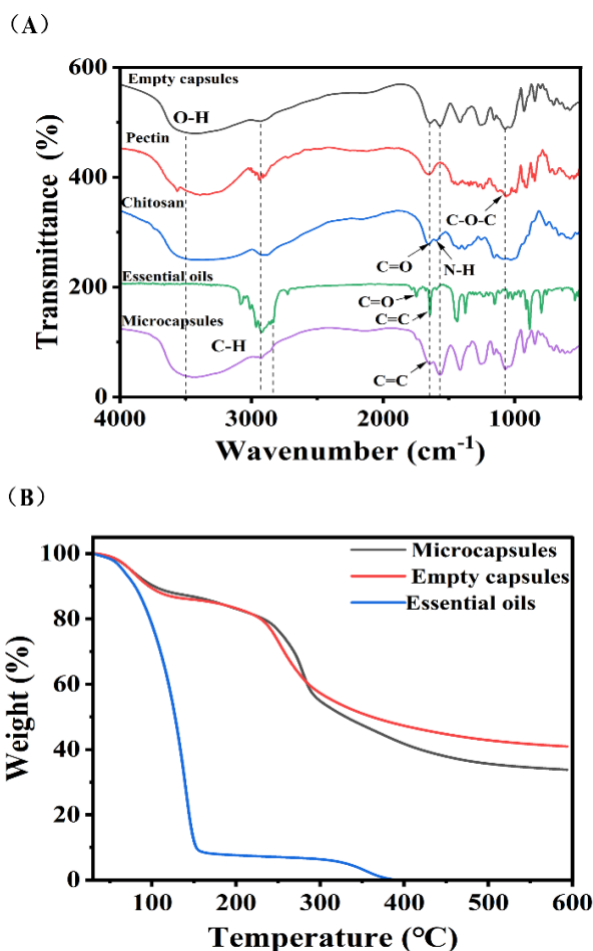 （A）
600
400
200
0
Transmittance (%)
Empty capsules
O-H
Pectin
C-O-C
Chitosan
C=O
N-H
Essential oils
C=O
C=C
Microcapsules
C-H
C=C
4000 3000 2000 1000
Wavenumber (cm-1)
（B）
100
80
60
40
20
0
Weight (%)
Microcapsules
Empty capsules
Essential oils
100 200 300 400 500 600
Temperature (°C)